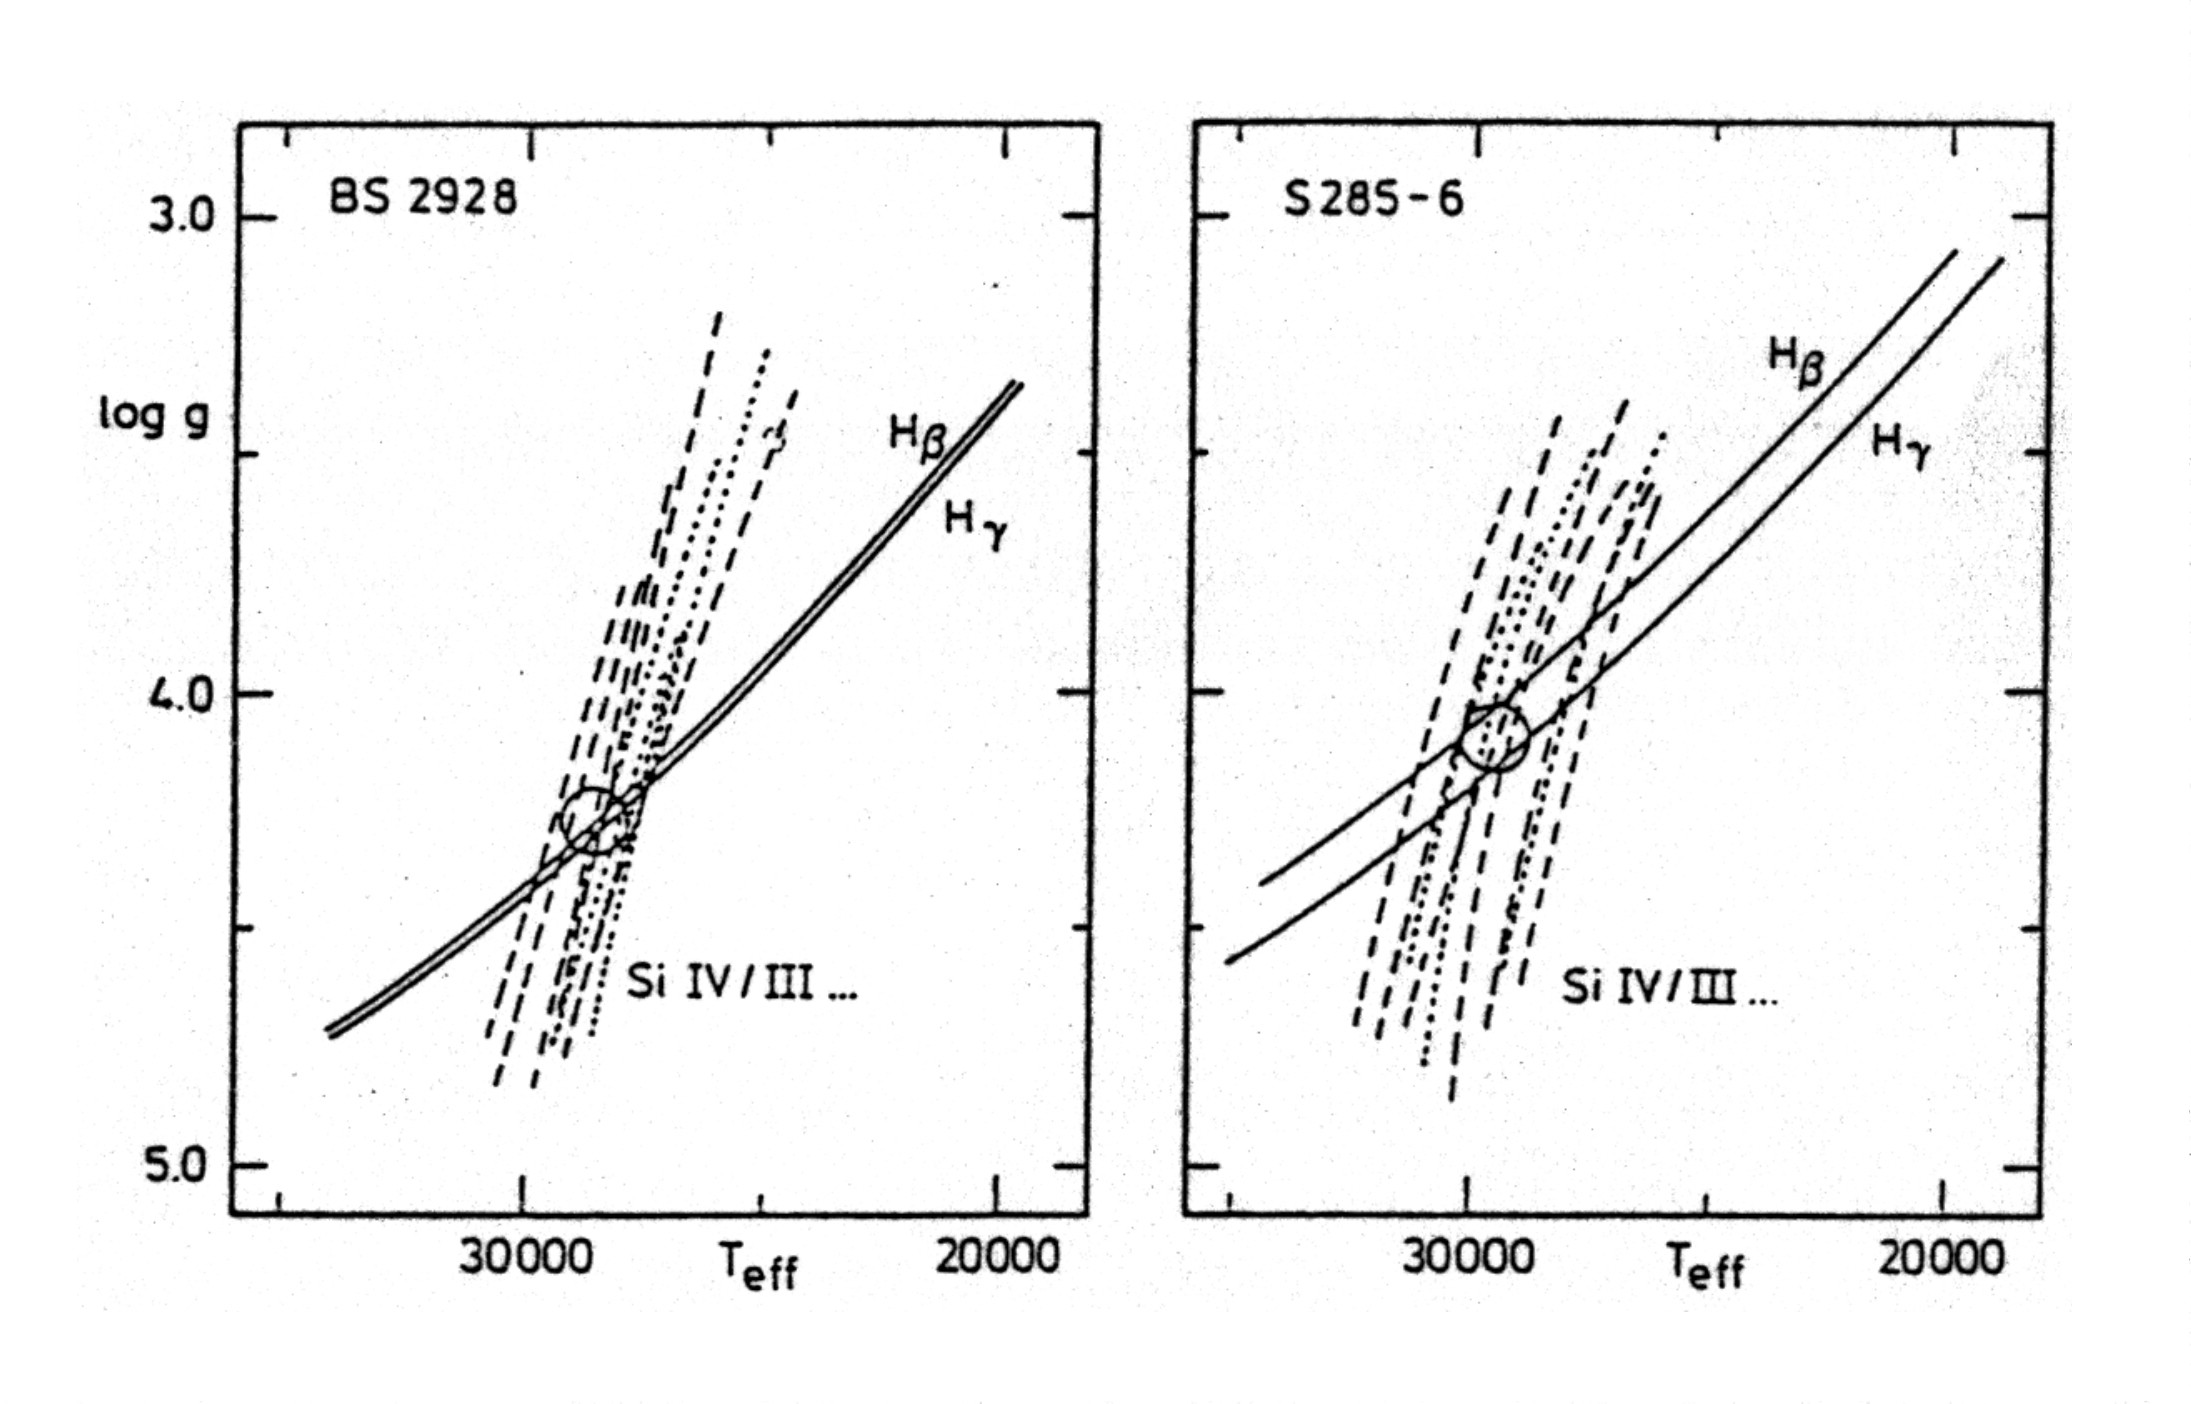 BS 2928
3.0
log g
Hβ
Hγ
4.0
Si IV/III ...
5.0
30000 Teff 20000
S285-6
Hβ
Hγ
Si IV/III ...
30000 Teff 20000